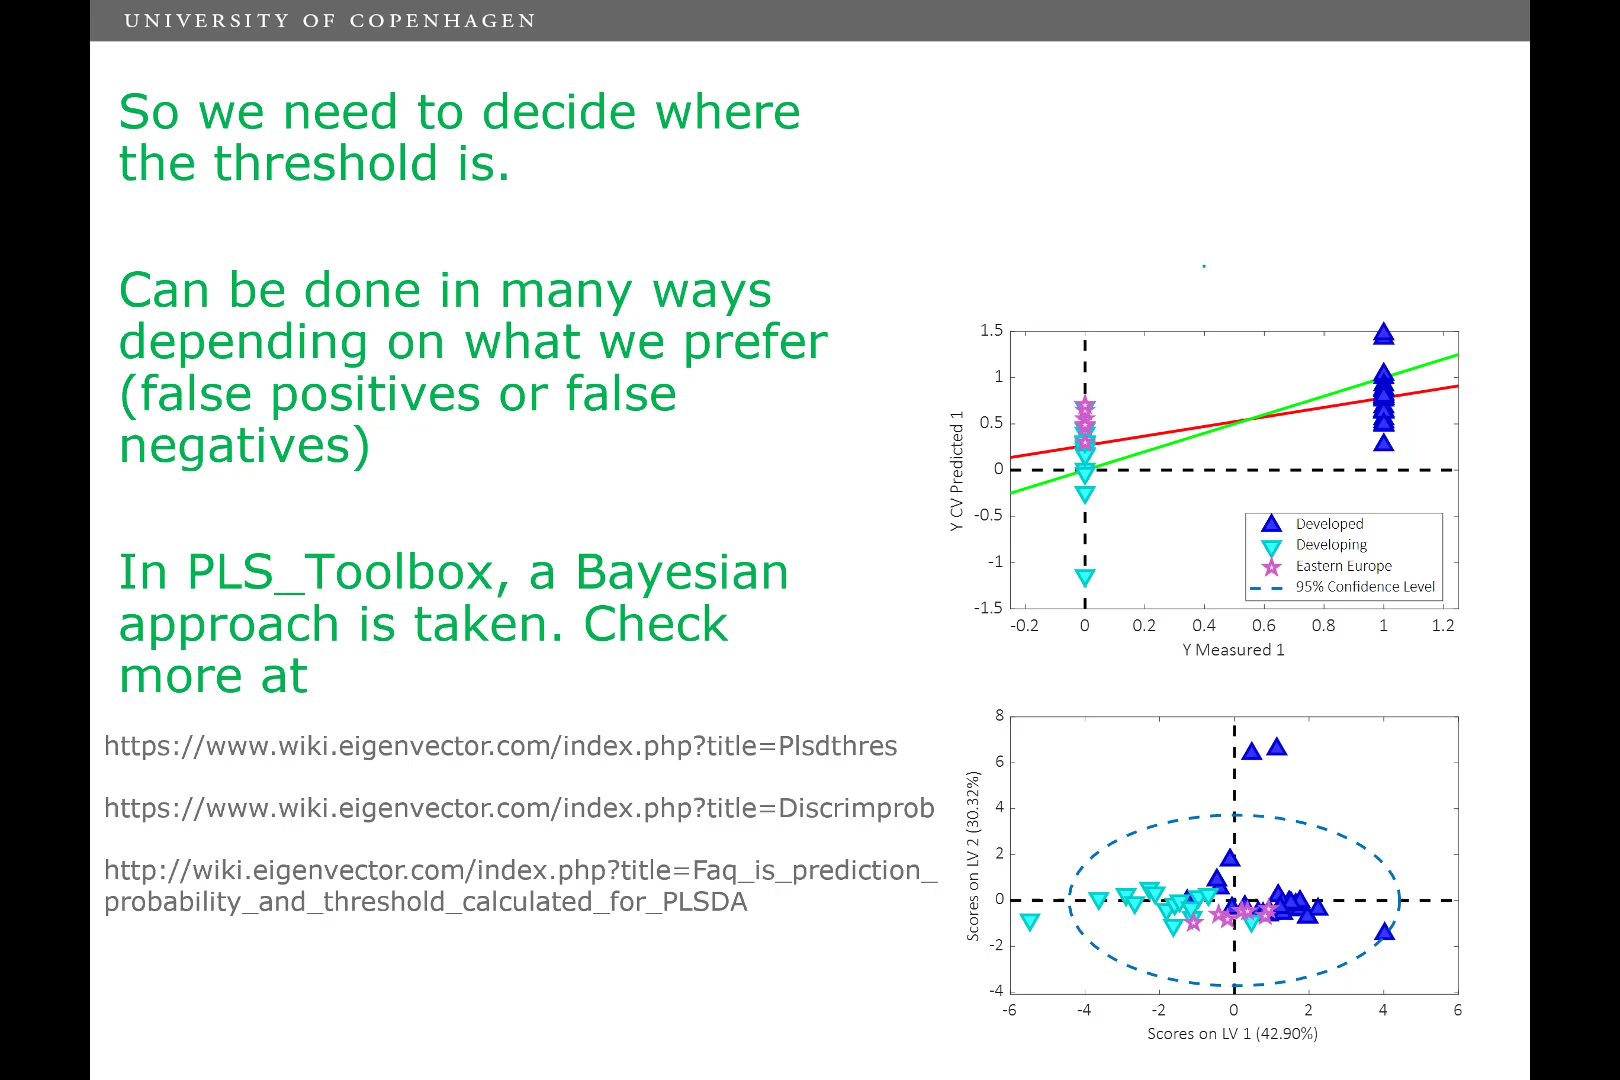 UNIVERSITY OF COPENHAGEN
So we need to decide where
the threshold is.
Can be done in many ways
depending on what we prefer
(false positives or false
negatives)
In PLS_Toolbox, a Bayesian
approach is taken. Check
more at
https://www.wiki.eigenvector.com/index.php?title=Plsdthres
https://www.wiki.eigenvector.com/index.php?title=Discrimprob
http://wiki.eigenvector.com/index.php?title=Faq_is_prediction_
probability_and_threshold_calculated_for_PLSDA
1.5
1
0.5
0
-0.5
-1
-1.5
Y CV Predicted 1
Developed
Developing
Eastern Europe
95% Confidence Level
-0.2 0 0.2 0.4 0.6 0.8 1 1.2
Y Measured 1
8
6
4
2
0
-2
-4
Scores on LV 2 (30.32%)
-6 -4 -2 0 2 4 6
Scores on LV 1 (42.90%)